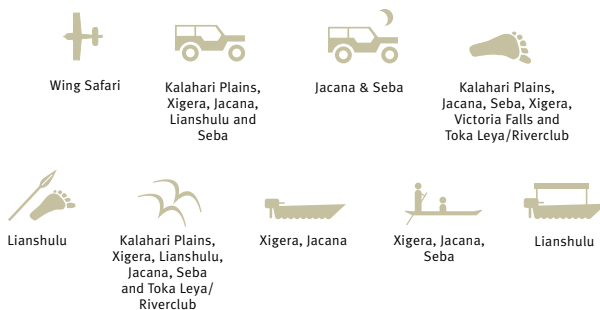 Wing Safari
Kalahari Plains,
Xigera, Jacana,
Lianshulu and
Seba
Jacana & Seba
Kalahari Plains,
Jacana, Seba, Xigera,
Victoria Falls and
Toka Leya/Riverclub
Lianshulu
Kalahari Plains,
Xigera, Lianshulu,
Jacana, Seba
and Toka Leya/
Riverclub
Xigera, Jacana
Xigera, Jacana,
Seba
Lianshulu